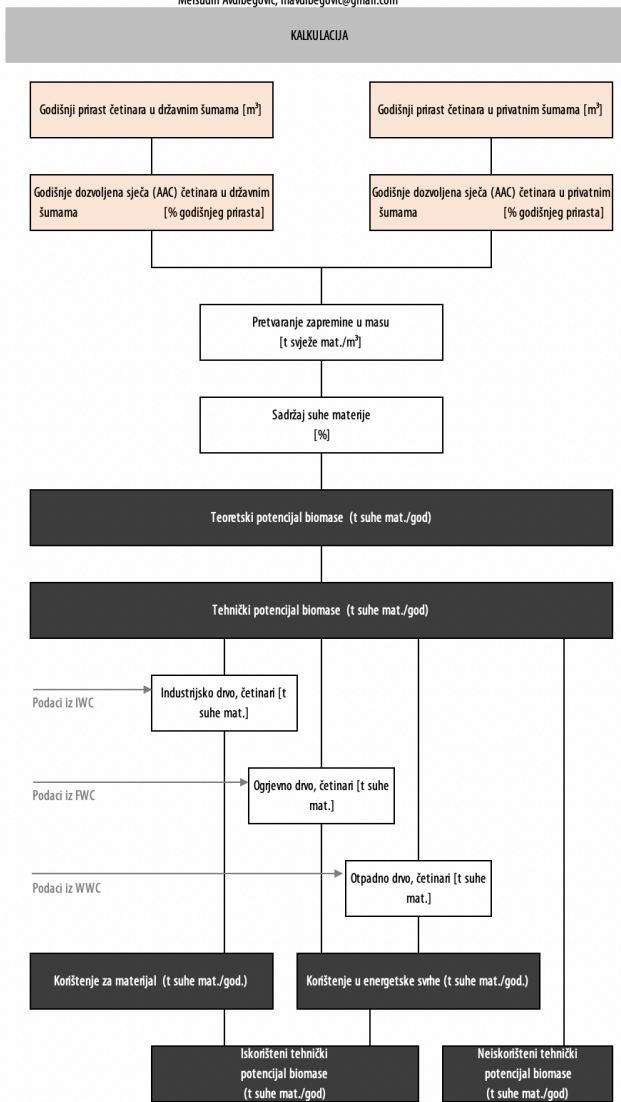 Mersudin Avdibegović, mavdibegovic@gmail.com
KALKULACIJA
Godišnji prirast četinara u državnim šumama [m³]
Godišnji prirast četinara u privatnim šumama [m³]
Godišnje dozvoljena sječa (AAC) četinara u državnim
šumama [% godišnjeg prirasta]
Godišnje dozvoljena sječa (AAC) četinara u privatnim
šumama [% godišnjeg prirasta]
Pretvaranje zapremine u masu
[t svježe mat./m³]
Sadržaj suhe materije
[%]
Teoretski potencijal biomase (t suhe mat./god)
Tehnički potencijal biomase (t suhe mat./god)
Industrijsko drvo, četinari [t
suhe mat.]
Podaci iz IWC
Ogrjevno drvo, četinari [t suhe
mat.]
Podaci iz FWC
Otpadno drvo, četinari [t suhe
mat.]
Podaci iz WWC
Korištenje za materijal (t suhe mat./god.)
Korištenje u energetske svrhe (t suhe mat./god.)
Iskorišteni tehnički
potencijal biomase
(t suhe mat./god)
Neiskorišteni tehnički
potencijal biomase
(t suhe mat./god)